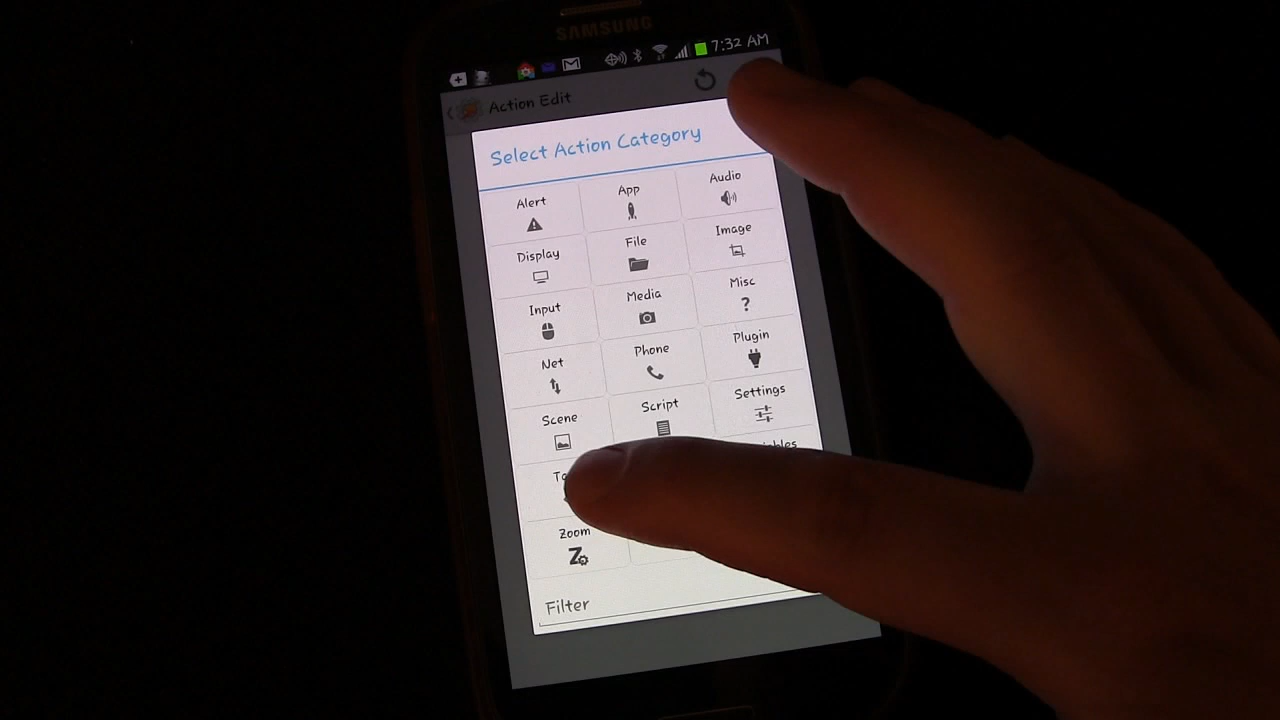 SAMSUNG
7:32 AM
Action Edit
Select Action Category
Alert App Audio
Display File Image
Input Media Misc
Net Phone Plugin
Scene Script Settings
Zoom
Filter